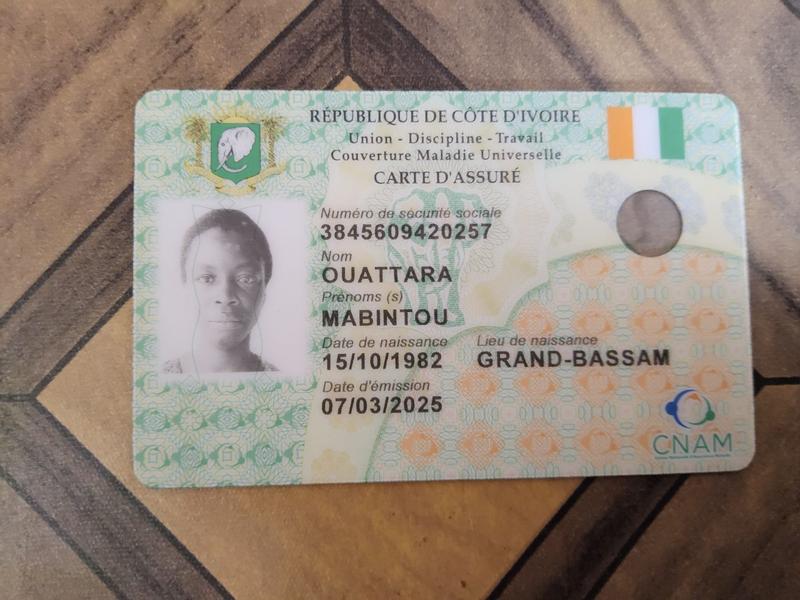 RÉPUBLIQUE DE CÔTE D'IVOIRE
Union - Discipline - Travail
Couverture Maladie Universelle
CARTE D'ASSURÉ
Numéro de sécurité sociale
3845609420257
Nom
OUATTARA
Prénoms (s)
MABINTOU
Date de naissance Lieu de naissance
15/10/1982 GRAND-BASSAM
Date d'émission
07/03/2025
CNAM